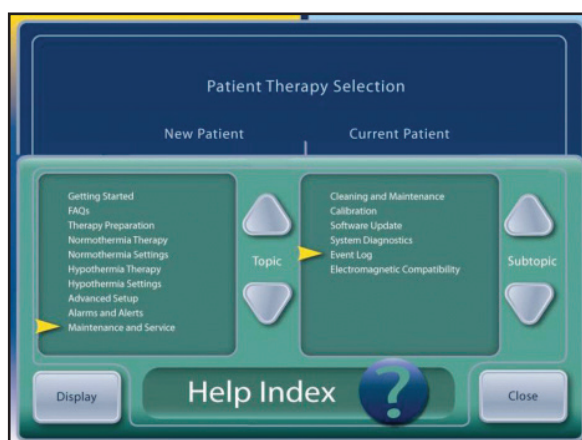 Patient Therapy Selection
New Patient Current Patient
Getting Started
FAQs
Therapy Preparation
Normothermia Therapy
Normothermia Settings
Hypothermia Therapy
Hypothermia Settings
Advanced Setup
Alarms and Alerts
Maintenance and Service
Topic
Cleaning and Maintenance
Calibration
Software Update
System Diagnostics
Event Log
Electromagnetic Compatibility
Subtopic
Display
Help Index ?
Close